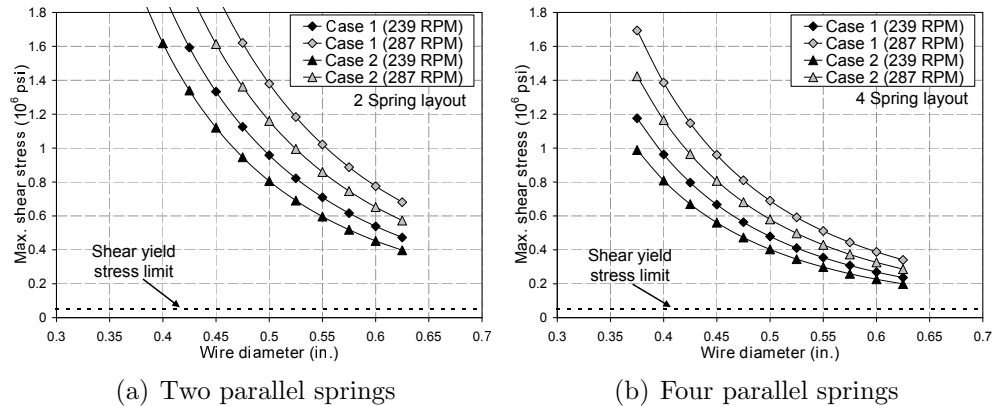 Max. shear stress (10^6 psi)
1.8
1.6
1.4
1.2
1
0.8
0.6
0.4
0.2
0
Case 1 (239 RPM)
Case 1 (287 RPM)
Case 2 (239 RPM)
Case 2 (287 RPM)
2 Spring layout
Shear yield
stress limit
0.3 0.35 0.4 0.45 0.5 0.55 0.6 0.65 0.7
Wire diameter (in.)
(a) Two parallel springs
Max. shear stress (10^6 psi)
1.8
1.6
1.4
1.2
1
0.8
0.6
0.4
0.2
0
Case 1 (239 RPM)
Case 1 (287 RPM)
Case 2 (239 RPM)
Case 2 (287 RPM)
4 Spring layout
Shear yield
stress limit
0.3 0.35 0.4 0.45 0.5 0.55 0.6 0.65 0.7
Wire diameter (in.)
(b) Four parallel springs